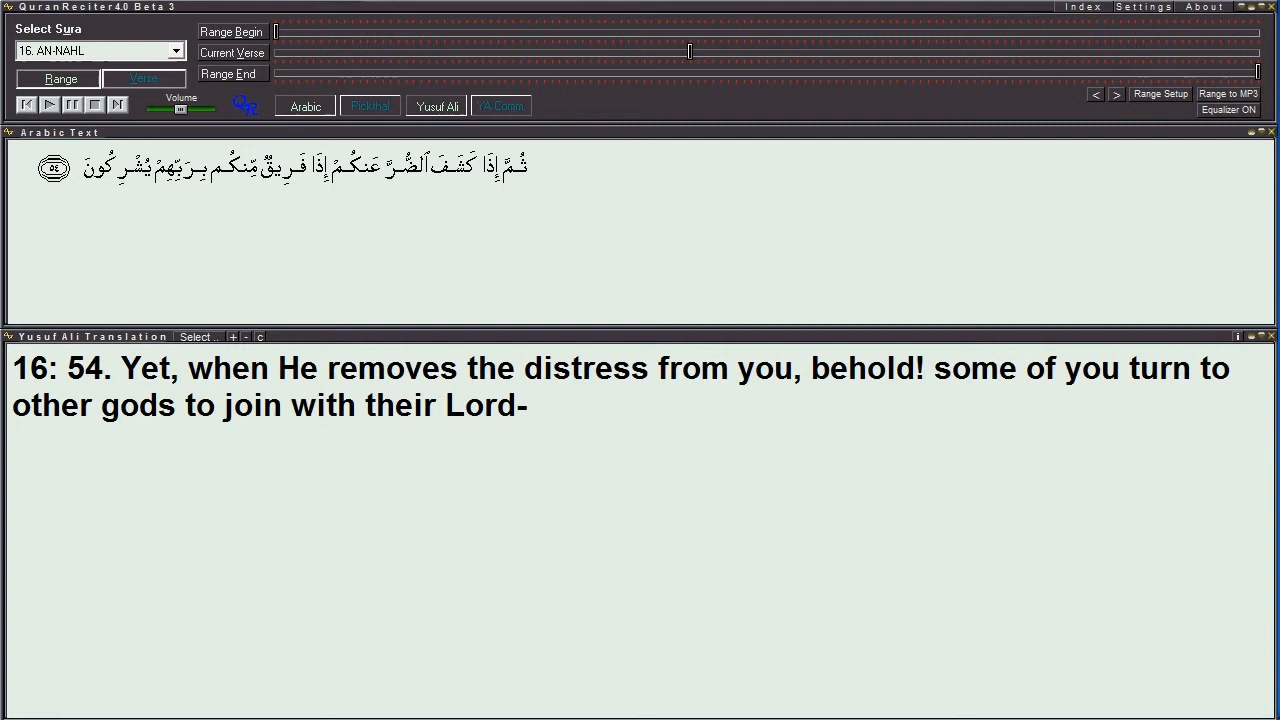 QuranReciter4.0 Beta 3
Index Settings About
Select Sura
16. AN-NAHL
Range Verse
Volume
Range Begin
Current Verse
Range End
Arabic Pickthal Yusuf Ali YA Comm.
< > Range Setup Range to MP3
Equalizer ON
Arabic Text
ثُمَّ إِذَا كَشَفَ ٱلضُّرَّ عَنكُمْ إِذَا فَرِيقٌ مِّنكُم بِرَبِّهِمْ يُشْرِكُونَ ٥٤
Yusuf Ali Translation Select .. + - c i
16: 54. Yet, when He removes the distress from you, behold! some of you turn to
other gods to join with their Lord-